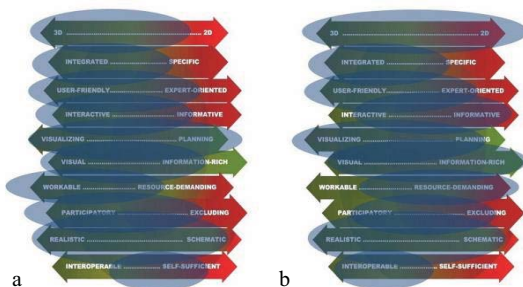 3D ........................................ 2D
INTEGRATED .................... SPECIFIC
USER-FRIENDLY ............ EXPERT-ORIENTED
INTERACTIVE .................. INFORMATIVE
VISUALIZING ........................ PLANNING
VISUAL ..................... INFORMATION-RICH
WORKABLE ............ RESOURCE-DEMANDING
PARTICIPATORY ................... EXCLUDING
REALISTIC ......................... SCHEMATIC
INTEROPERABLE .......... SELF-SUFFICIENT
a
3D ........................................ 2D
INTEGRATED .................... SPECIFIC
USER-FRIENDLY ............ EXPERT-ORIENTED
INTERACTIVE .................. INFORMATIVE
VISUALIZING ........................ PLANNING
VISUAL ..................... INFORMATION-RICH
WORKABLE ............ RESOURCE-DEMANDING
PARTICIPATORY ................... EXCLUDING
REALISTIC ......................... SCHEMATIC
INTEROPERABLE .......... SELF-SUFFICIENT
b